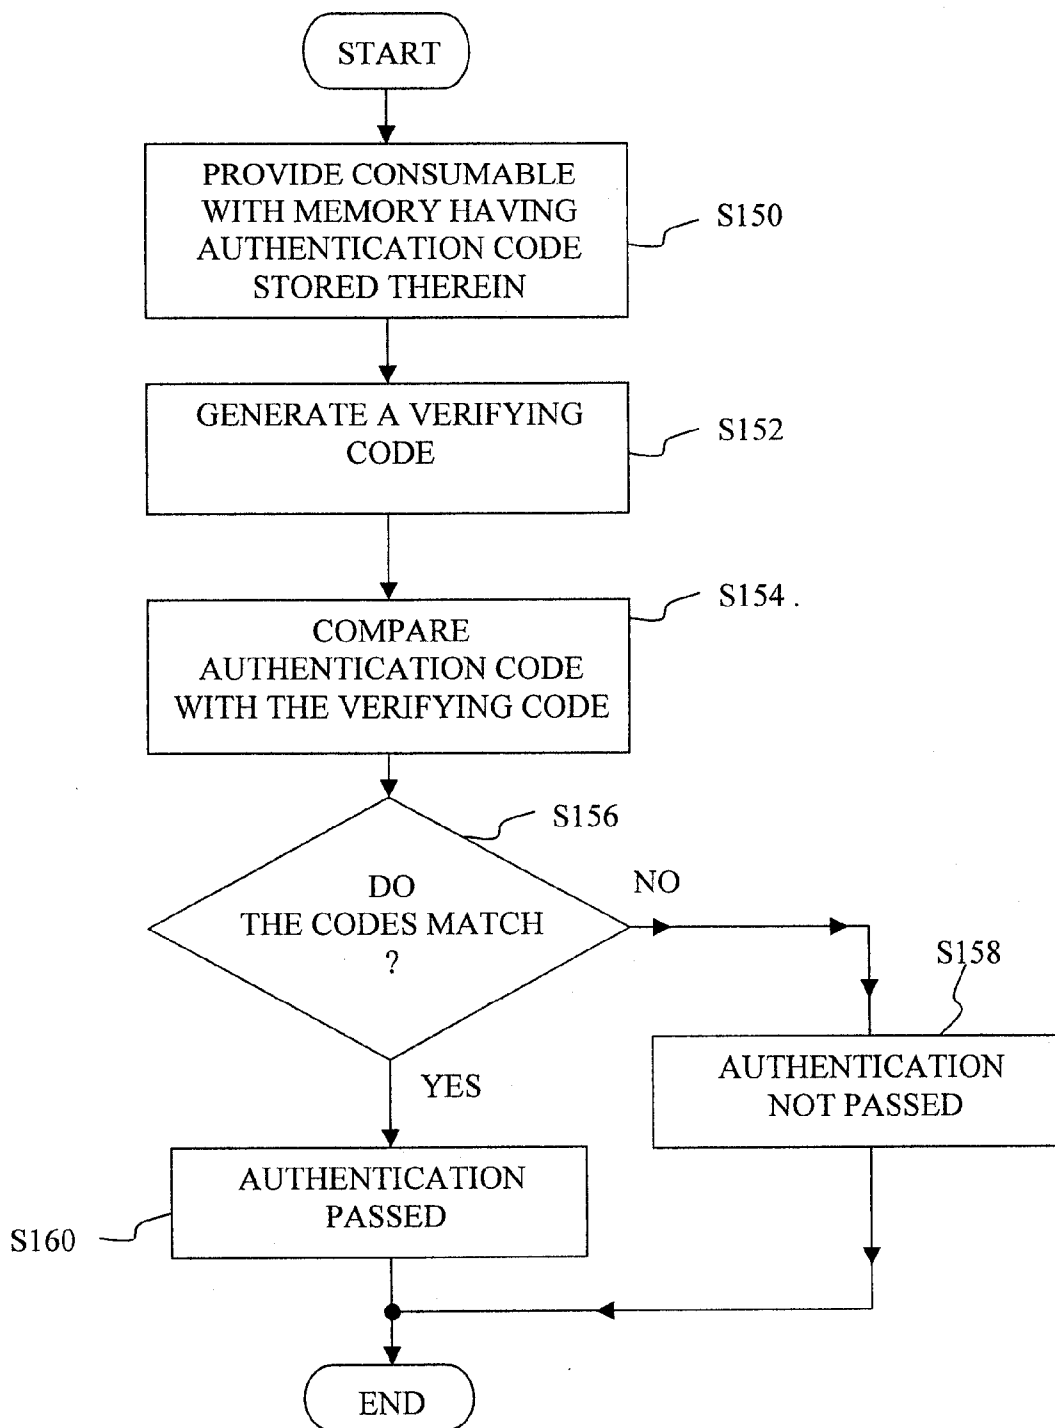 START
PROVIDE CONSUMABLE
WITH MEMORY HAVING
AUTHENTICATION CODE
STORED THEREIN
S150
GENERATE A VERIFYING
CODE
S152
COMPARE
AUTHENTICATION CODE
WITH THE VERIFYING CODE
S154
DO
THE CODES MATCH
?
S156
NO
S158
AUTHENTICATION
NOT PASSED
YES
AUTHENTICATION
PASSED
S160
END